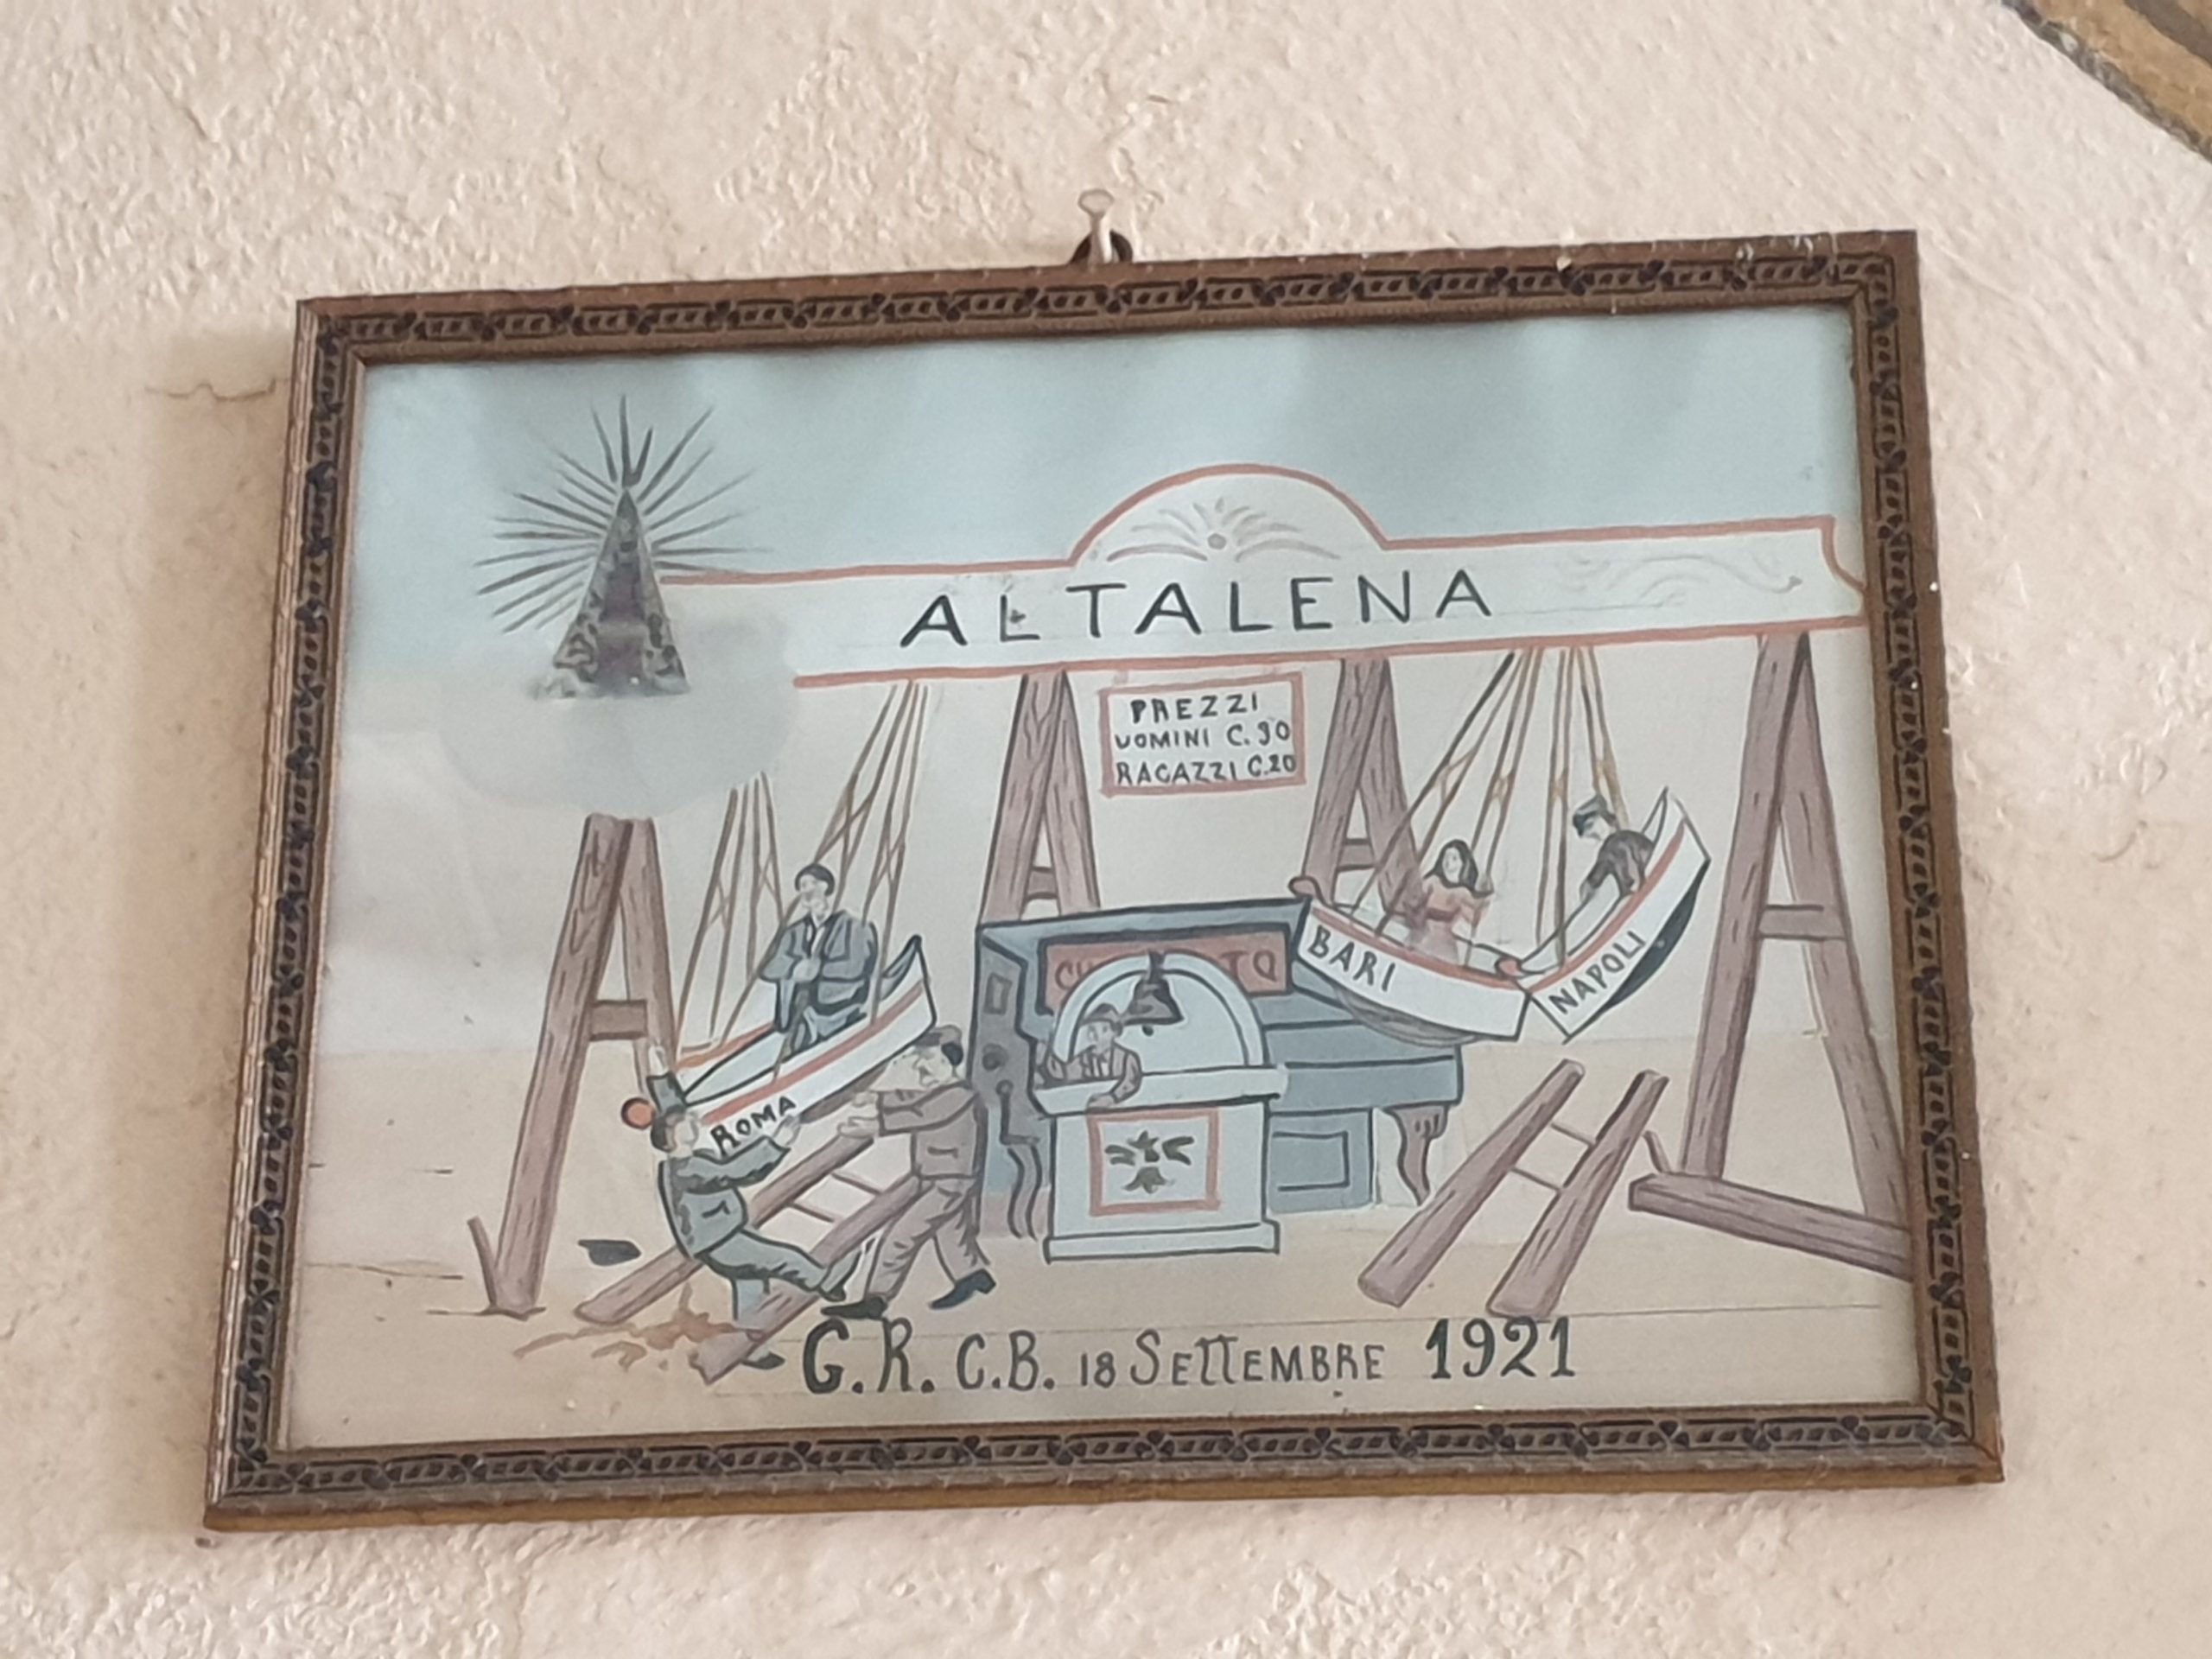 ALTALENA
PREZZI
UOMINI C. 30
RAGAZZI C. 20
BARI
NAPOLI
ROMA
G. R. C. B. 18 SETTEMBRE 1921